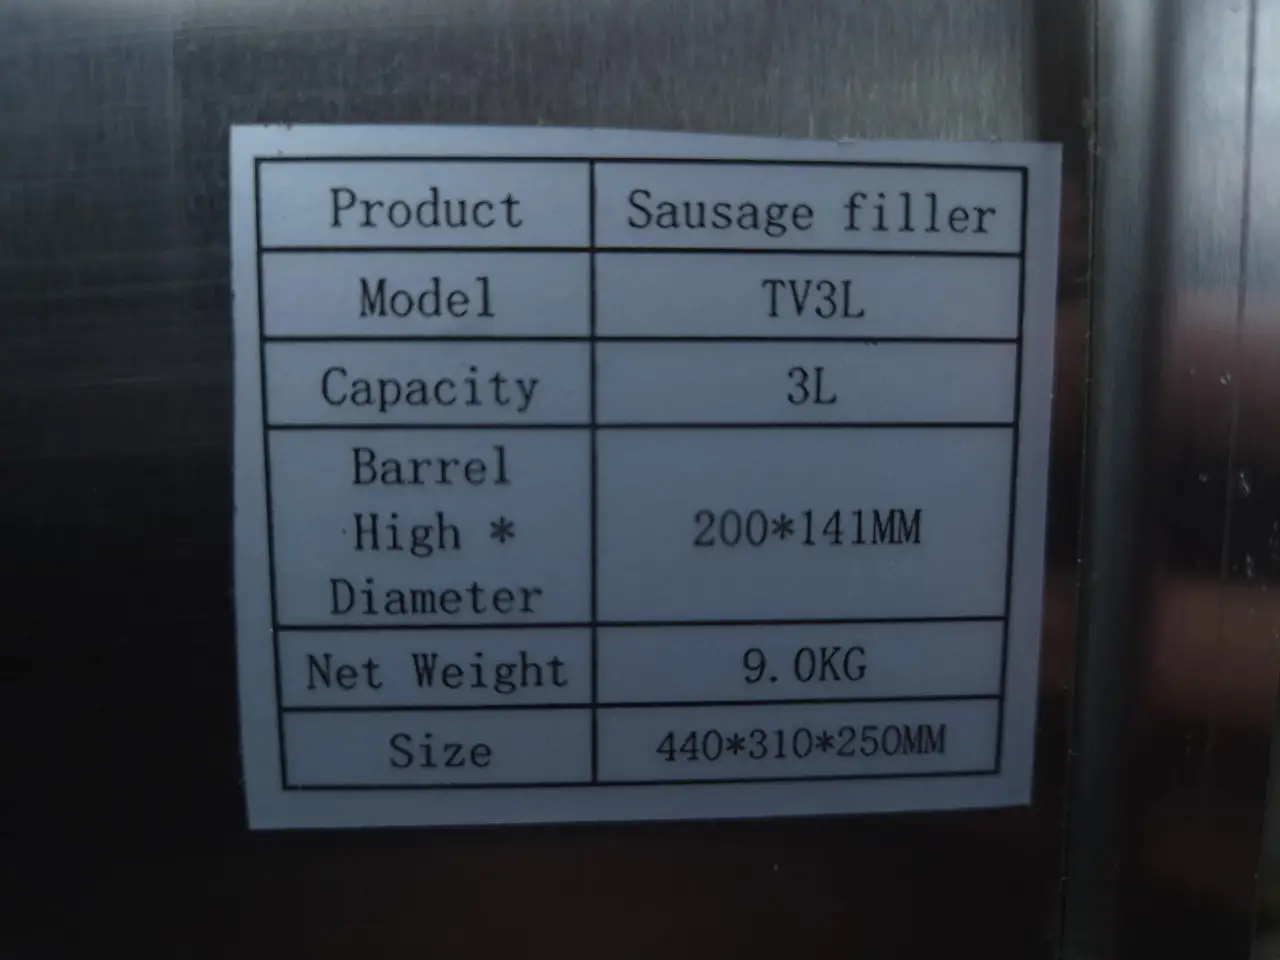 Product Sausage filler
Model TV3L
Capacity 3L
Barrel
High * 200*141MM
Diameter
Net Weight 9.0KG
Size 440*310*250MM